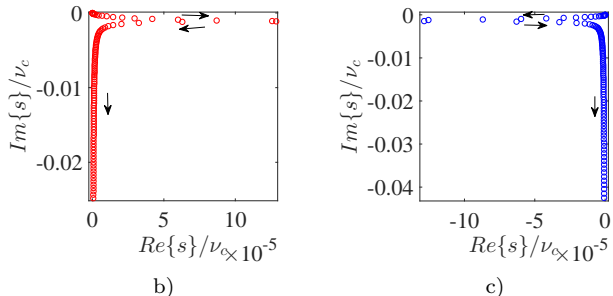 0
-0.01
-0.02
Im{s}/ν_c
0 5 10
Re{s}/ν_c ×10^-5
b)
0
-0.01
-0.02
-0.03
-0.04
Im{s}/ν_c
-10 -5 0
Re{s}/ν_c ×10^-5
c)